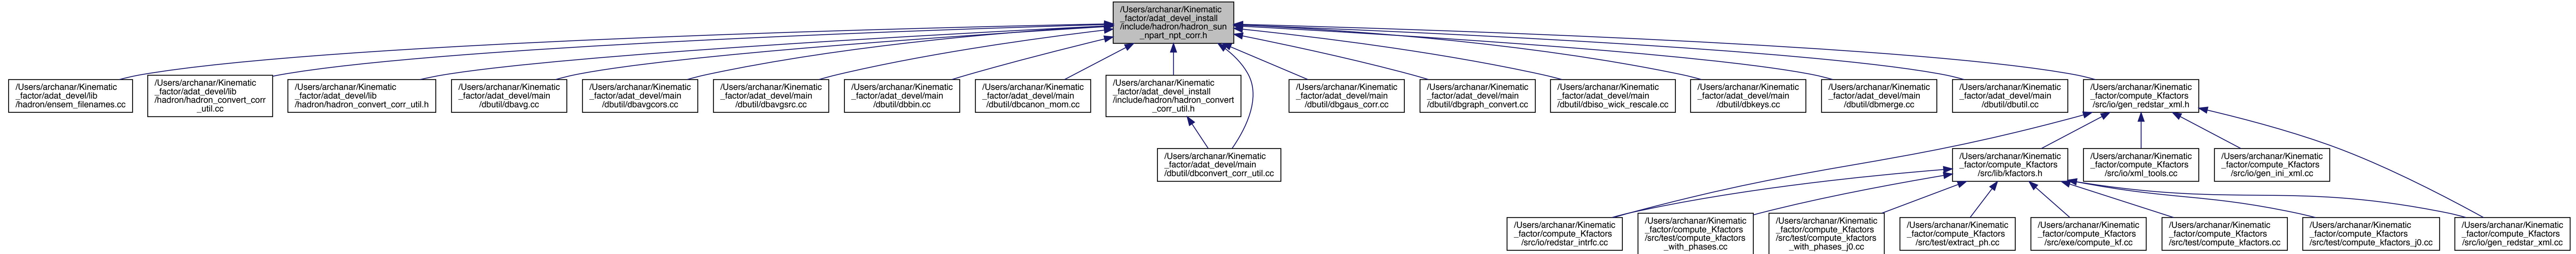 /Users/archanar/Kinematic
_factor/adat_devel_install
/include/hadron/hadron_sun
_npart_npt_corr.h
/Users/archanar/Kinematic
_factor/adat_devel/lib
/hadron/ensem_filenames.cc
/Users/archanar/Kinematic
_factor/adat_devel/lib
/hadron/hadron_convert_corr
_util.cc
/Users/archanar/Kinematic
_factor/adat_devel/lib
/hadron/hadron_convert_corr_util.h
/Users/archanar/Kinematic
_factor/adat_devel/main
/dbutil/dbavg.cc
/Users/archanar/Kinematic
_factor/adat_devel/main
/dbutil/dbavgcors.cc
/Users/archanar/Kinematic
_factor/adat_devel/main
/dbutil/dbavgsrc.cc
/Users/archanar/Kinematic
_factor/adat_devel/main
/dbutil/dbbin.cc
/Users/archanar/Kinematic
_factor/adat_devel/main
/dbutil/dbcanon_mom.cc
/Users/archanar/Kinematic
_factor/adat_devel_install
/include/hadron/hadron_convert
_corr_util.h
/Users/archanar/Kinematic
_factor/adat_devel/main
/dbutil/dbgaus_corr.cc
/Users/archanar/Kinematic
_factor/adat_devel/main
/dbutil/dbgraph_convert.cc
/Users/archanar/Kinematic
_factor/adat_devel/main
/dbutil/dbiso_wick_rescale.cc
/Users/archanar/Kinematic
_factor/adat_devel/main
/dbutil/dbkeys.cc
/Users/archanar/Kinematic
_factor/adat_devel/main
/dbutil/dbmerge.cc
/Users/archanar/Kinematic
_factor/adat_devel/main
/dbutil/dbutil.cc
/Users/archanar/Kinematic
_factor/compute_Kfactors
/src/io/gen_redstar_xml.h
/Users/archanar/Kinematic
_factor/adat_devel/main
/dbutil/dbconvert_corr_util.cc
/Users/archanar/Kinematic
_factor/compute_Kfactors
/src/lib/kfactors.h
/Users/archanar/Kinematic
_factor/compute_Kfactors
/src/io/xml_tools.cc
/Users/archanar/Kinematic
_factor/compute_Kfactors
/src/io/gen_ini_xml.cc
/Users/archanar/Kinematic
_factor/compute_Kfactors
/src/io/redstar_intrfc.cc
/Users/archanar/Kinematic
_factor/compute_Kfactors
/src/test/compute_kfactors
_with_phases.cc
/Users/archanar/Kinematic
_factor/compute_Kfactors
/src/test/compute_kfactors
_with_phases_j0.cc
/Users/archanar/Kinematic
_factor/compute_Kfactors
/src/test/extract_ph.cc
/Users/archanar/Kinematic
_factor/compute_Kfactors
/src/exe/compute_kf.cc
/Users/archanar/Kinematic
_factor/compute_Kfactors
/src/test/compute_kfactors.cc
/Users/archanar/Kinematic
_factor/compute_Kfactors
/src/test/compute_kfactors_j0.cc
/Users/archanar/Kinematic
_factor/compute_Kfactors
/src/io/gen_redstar_xml.cc